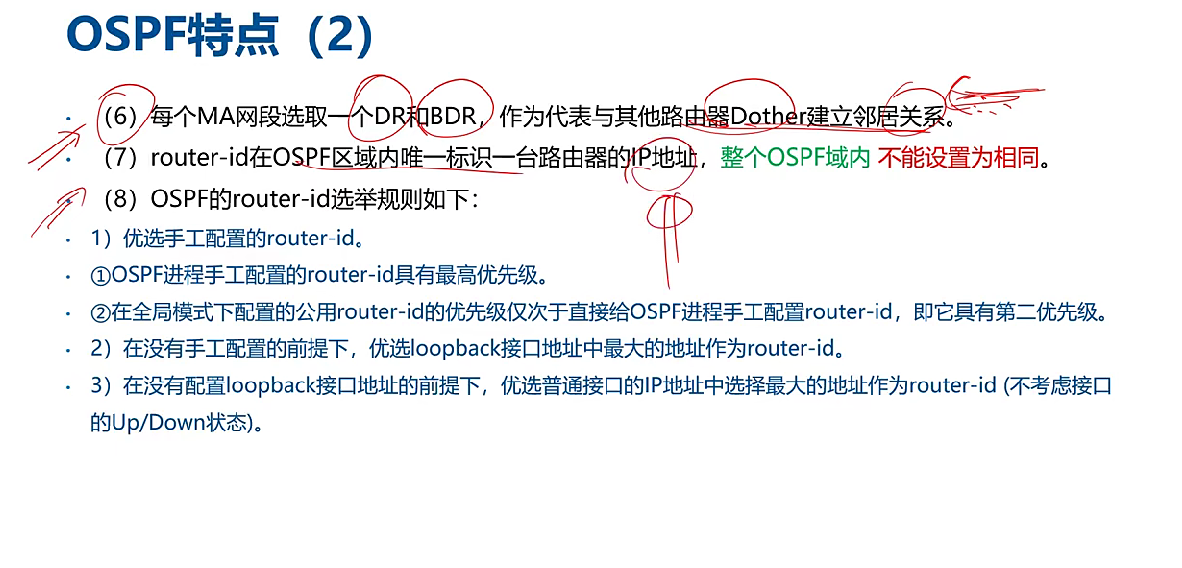 OSPF特点（2）
• （6）每个MA网段选取一个DR和BDR，作为代表与其他路由器Dother建立邻居关系。
• （7）router-id在OSPF区域内唯一标识一台路由器的IP地址，整个OSPF域内 不能设置为相同。
• （8）OSPF的router-id选举规则如下：
• 1）优选手工配置的router-id。
• ①OSPF进程手工配置的router-id具有最高优先级。
• ②在全局模式下配置的公用router-id的优先级仅次于直接给OSPF进程手工配置router-id，即它具有第二优先级。
• 2）在没有手工配置的前提下，优选loopback接口地址中最大的地址作为router-id。
• 3）在没有配置loopback接口地址的前提下，优选普通接口的IP地址中选择最大的地址作为router-id (不考虑接口
的Up/Down状态)。